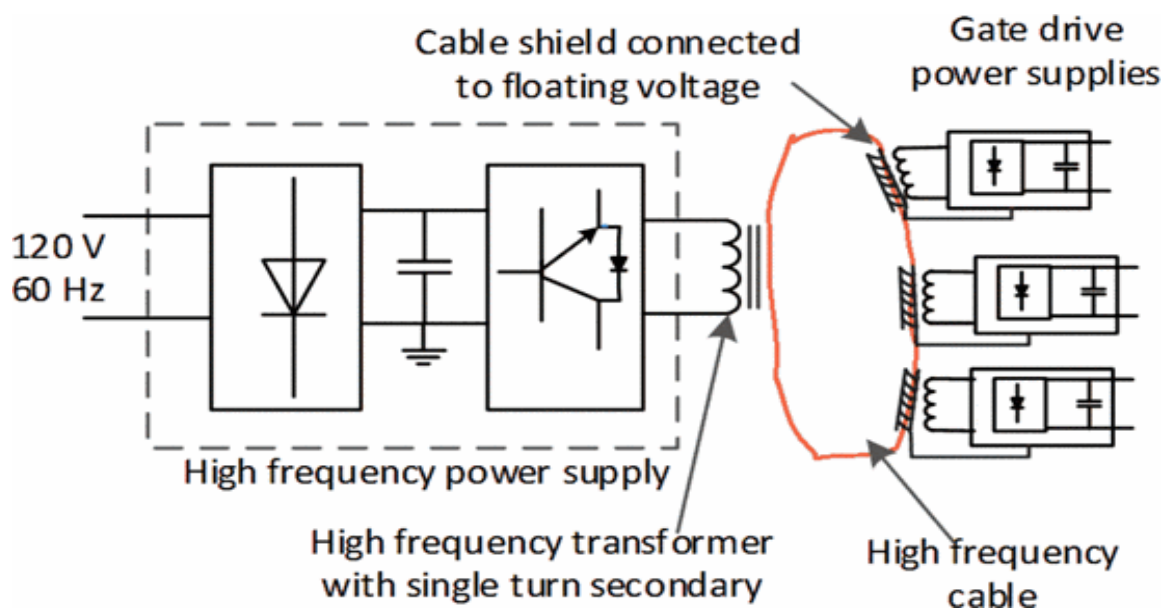 Cable shield connected
to floating voltage
Gate drive
power supplies
120 V
60 Hz
High frequency power supply
High frequency transformer
with single turn secondary
High frequency
cable